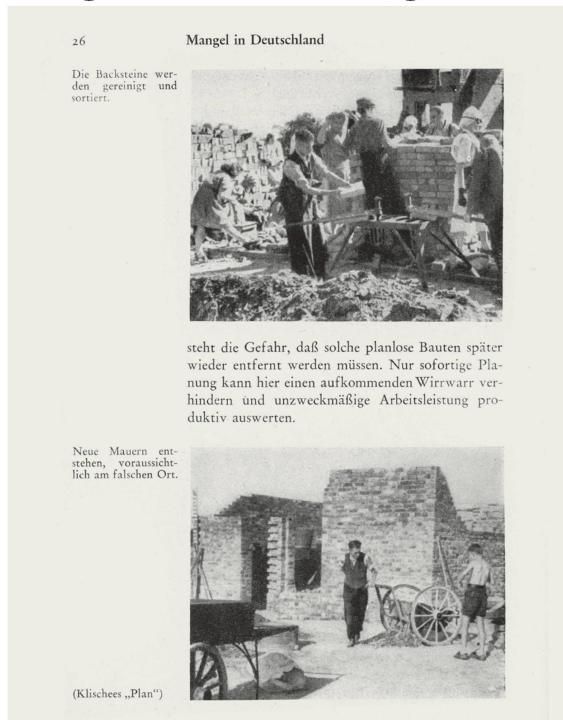 26
Mangel in Deutschland
Die Backsteine wer-
den gereinigt und
sortiert.
steht die Gefahr, daß solche planlose Bauten später
wieder entfernt werden müssen. Nur sofortige Pla-
nung kann hier einen aufkommenden Wirrwarr ver-
hindern und unzweckmäßige Arbeitsleistung pro-
duktiv auswerten.
Neue Mauern ent-
stehen, voraussicht-
lich am falschen Ort.
(Klischees „Plan“)